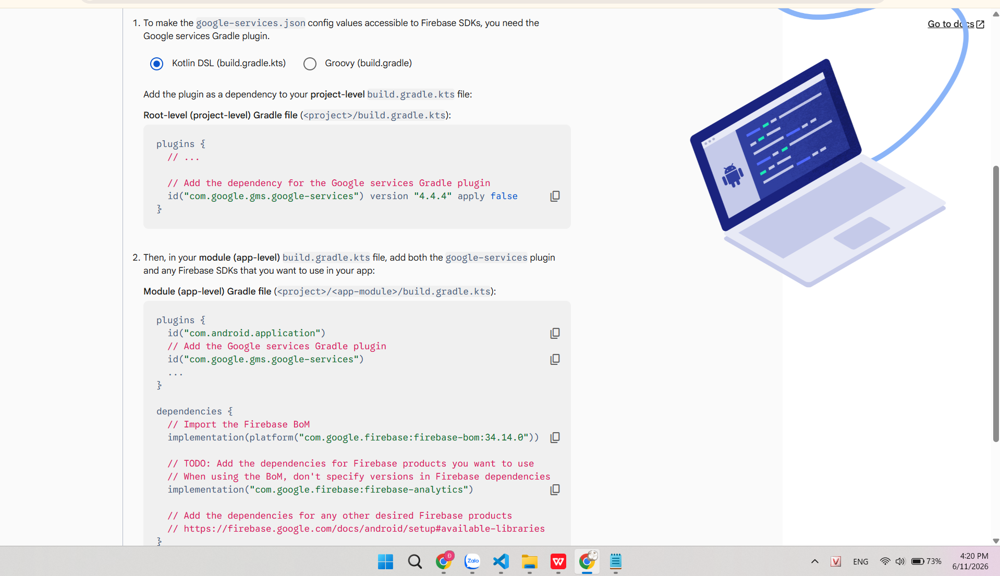 1. To make the google-services.json config values accessible to Firebase SDKs, you need the
Google services Gradle plugin.
Go to docs
Kotlin DSL (build.gradle.kts)
Groovy (build.gradle)
Add the plugin as a dependency to your project-level build.gradle.kts file:
Root-level (project-level) Gradle file (<project>/build.gradle.kts):
plugins {
// ...
// Add the dependency for the Google services Gradle plugin
id("com.google.gms.google-services") version "4.4.4" apply false
}
2. Then, in your module (app-level) build.gradle.kts file, add both the google-services plugin
and any Firebase SDKs that you want to use in your app:
Module (app-level) Gradle file (<project>/<app-module>/build.gradle.kts):
plugins {
id("com.android.application")
// Add the Google services Gradle plugin
id("com.google.gms.google-services")
...
}
dependencies {
// Import the Firebase BoM
implementation(platform("com.google.firebase:firebase-bom:34.14.0"))
// TODO: Add the dependencies for Firebase products you want to use
// When using the BoM, don't specify versions in Firebase dependencies
implementation("com.google.firebase:firebase-analytics")
// Add the dependencies for any other desired Firebase products
// https://firebase.google.com/docs/android/setup#available-libraries
}
Đ
Zalo
W
V
ENG
73%
4:20 PM
6/11/2026